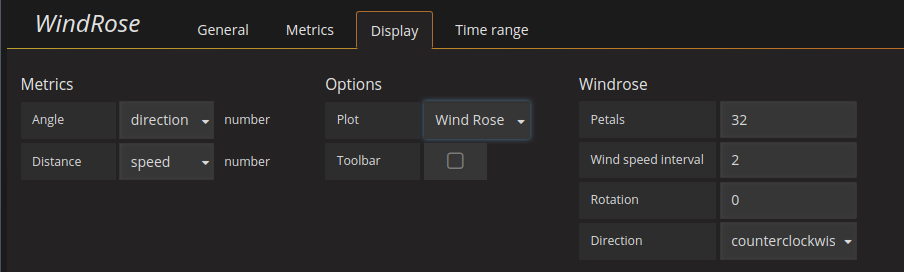 WindRose General Metrics Display Time range
Metrics Options Windrose
Angle direction number Plot Wind Rose Petals 32
Distance speed number Toolbar Wind speed interval 2
Rotation 0
Direction counterclockwis